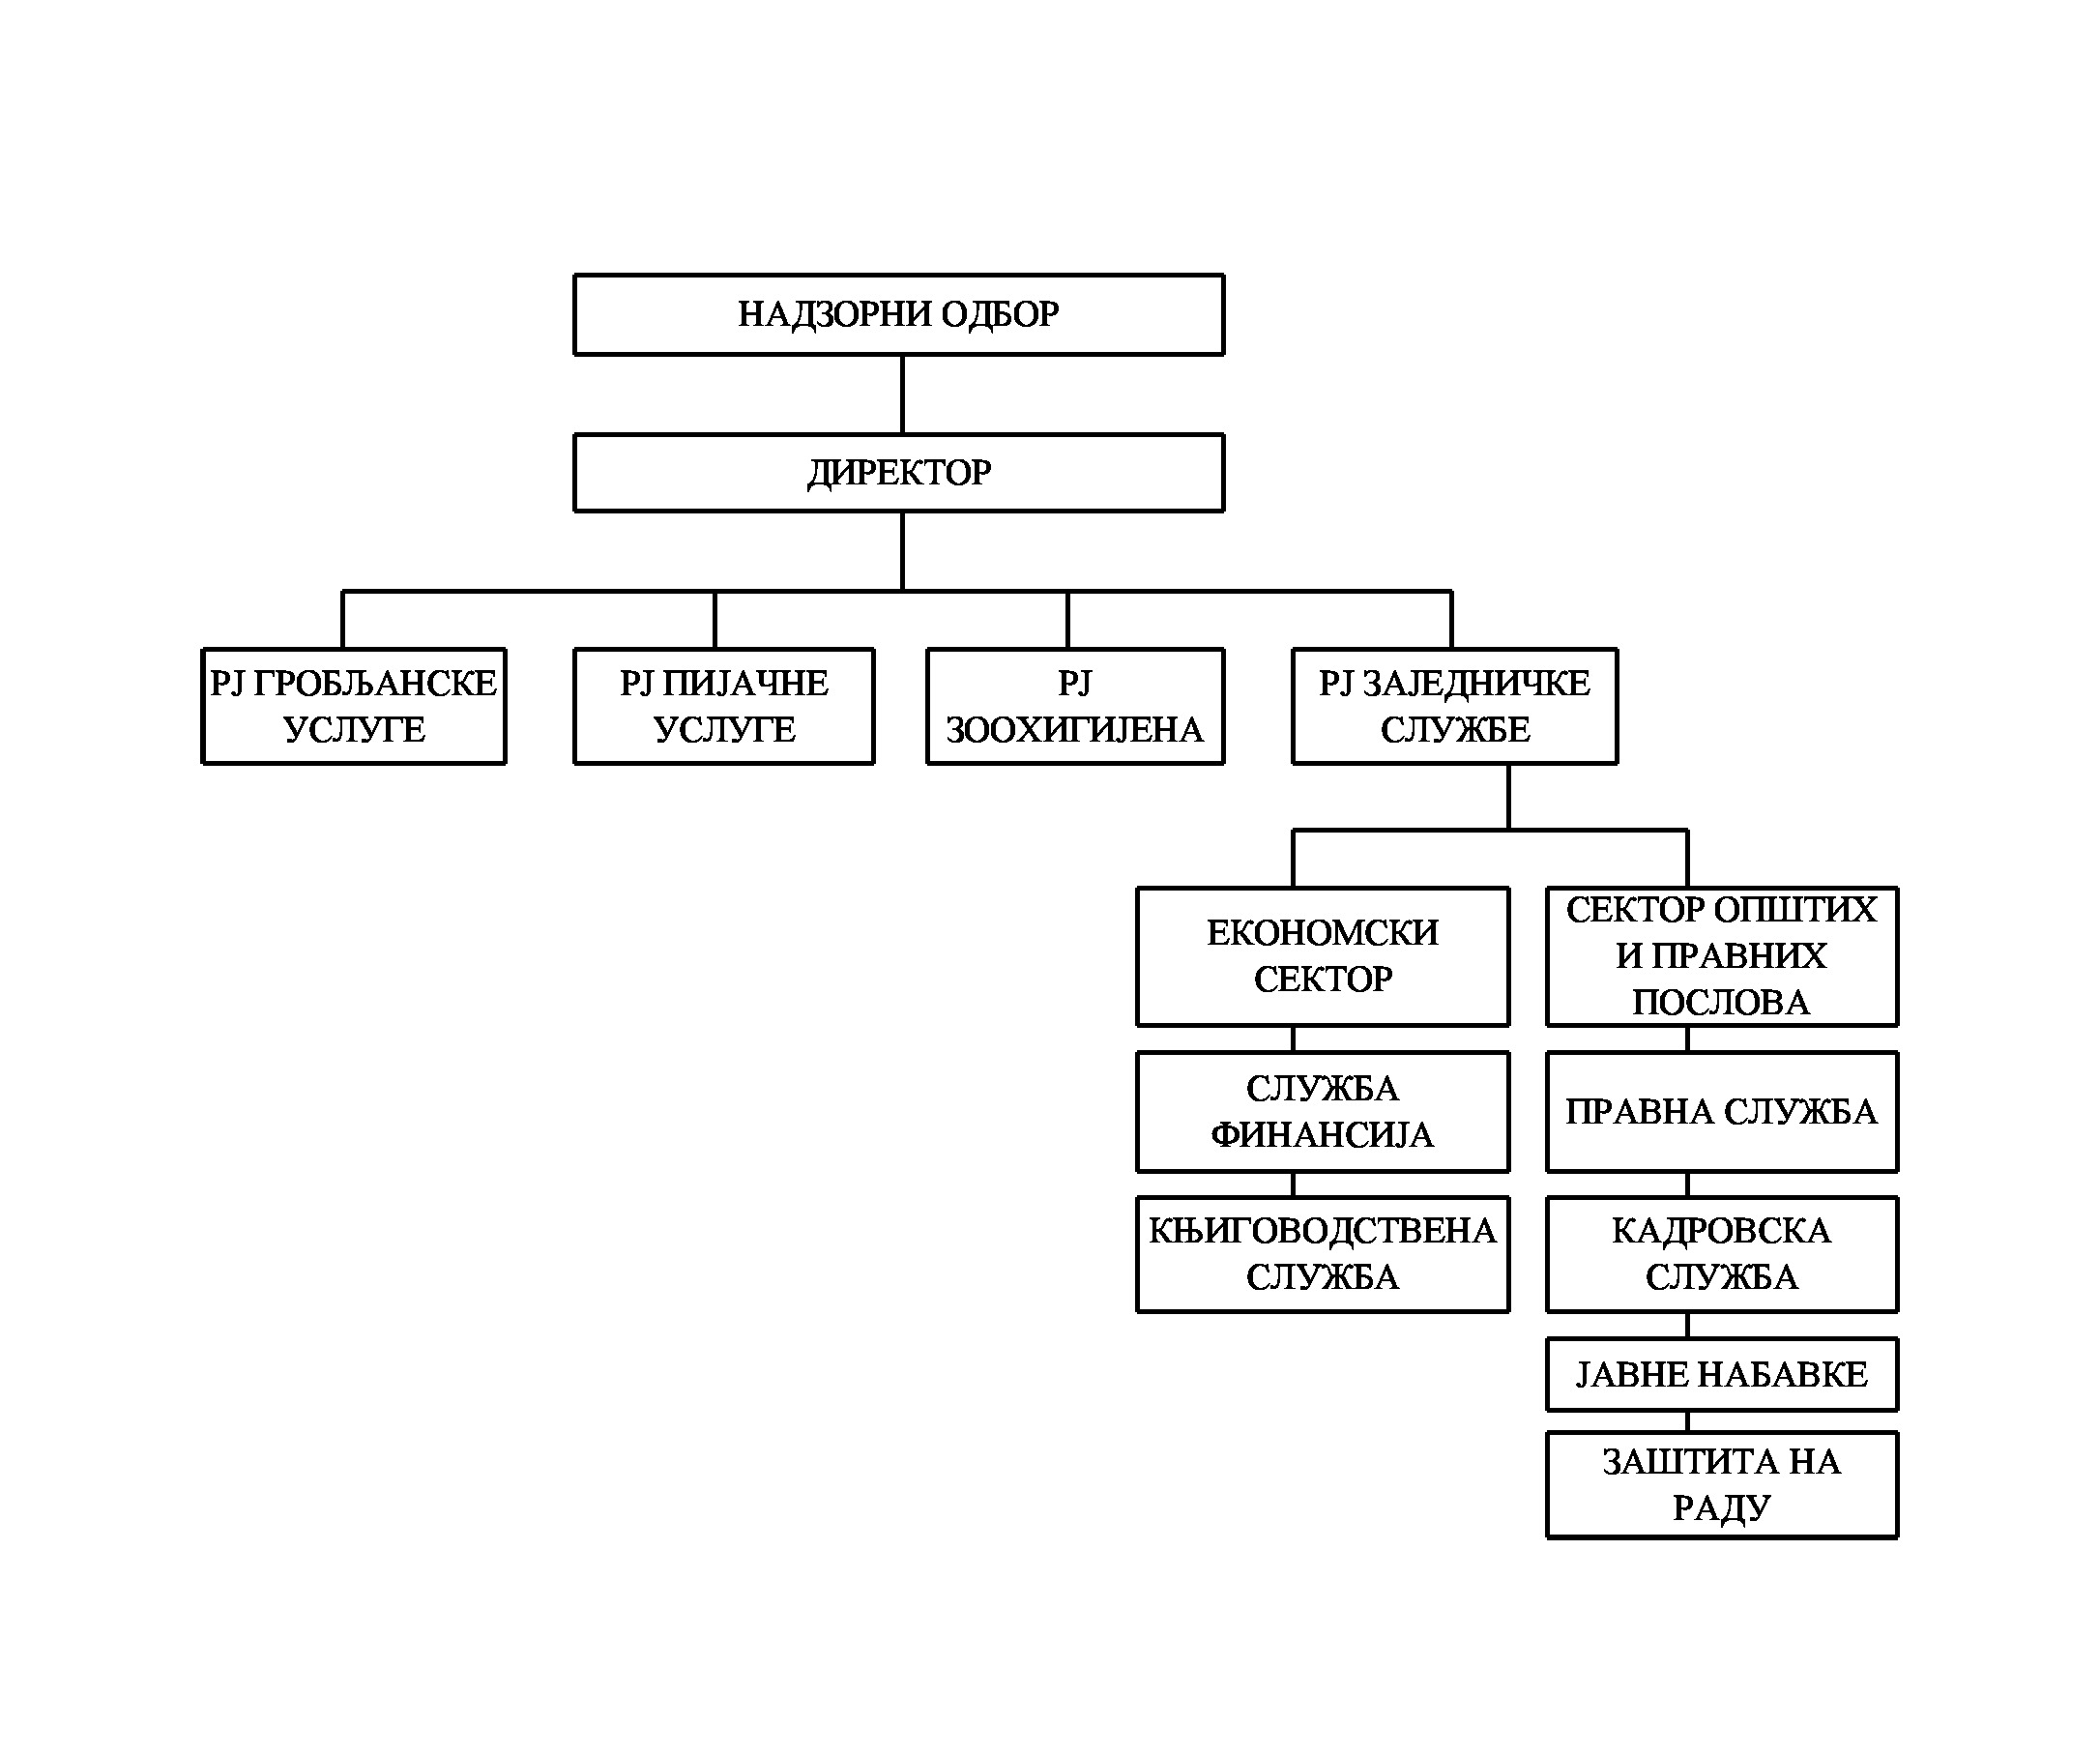 НАДЗОРНИ ОДБОР
ДИРЕКТОР
РЈ ГРОБЉАНСКЕ
УСЛУГЕ
РЈ ПИЈАЧНЕ
УСЛУГЕ
РЈ
ЗООХИГИЈЕНА
РЈ ЗАЈЕДНИЧКЕ
СЛУЖБЕ
ЕКОНОМСКИ
СЕКТОР
СЕКТОР ОПШТИХ
И ПРАВНИХ
ПОСЛОВА
СЛУЖБА
ФИНАНСИЈА
ПРАВНА СЛУЖБА
КЊИГОВОДСТВЕНА
СЛУЖБА
КАДРОВСКА
СЛУЖБА
ЈАВНЕ НАБАВКЕ
ЗАШТИТА НА
РАДУ